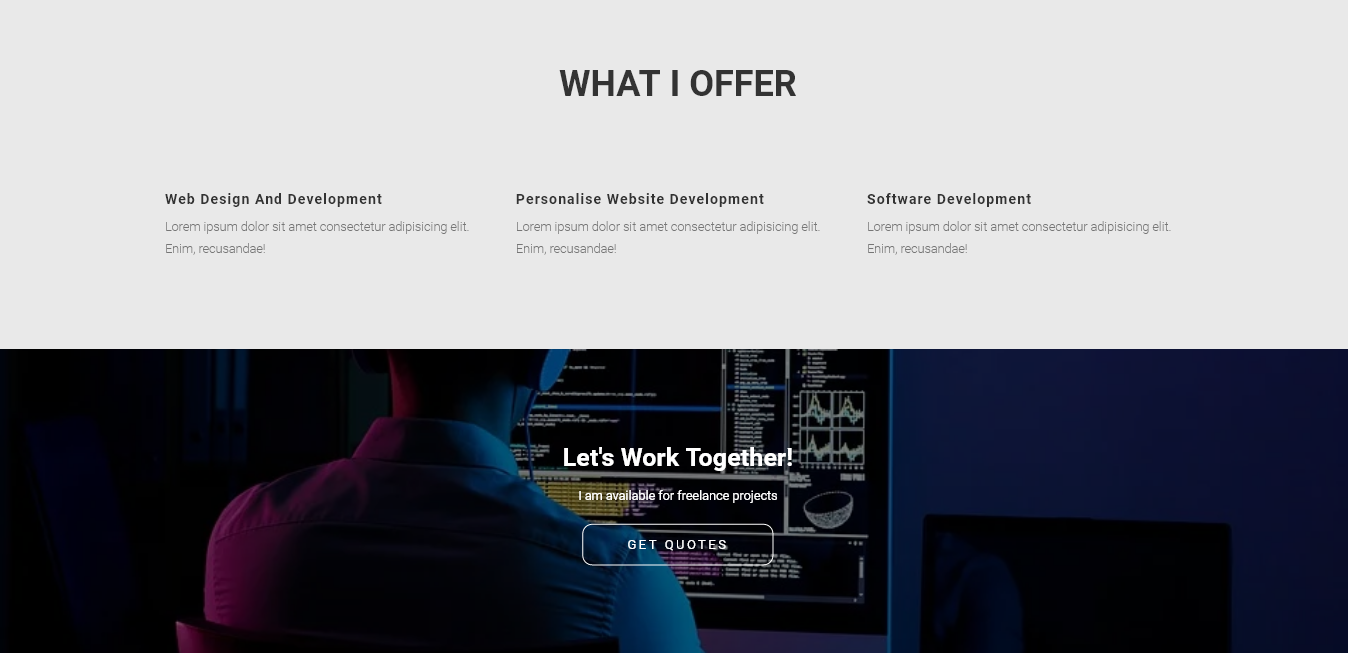 WHAT I OFFER
Web Design And Development
Lorem ipsum dolor sit amet consectetur adipisicing elit.
Enim, recusandae!
Personalise Website Development
Lorem ipsum dolor sit amet consectetur adipisicing elit.
Enim, recusandae!
Software Development
Lorem ipsum dolor sit amet consectetur adipisicing elit.
Enim, recusandae!
Let's Work Together!
I am available for freelance projects
GET QUOTES